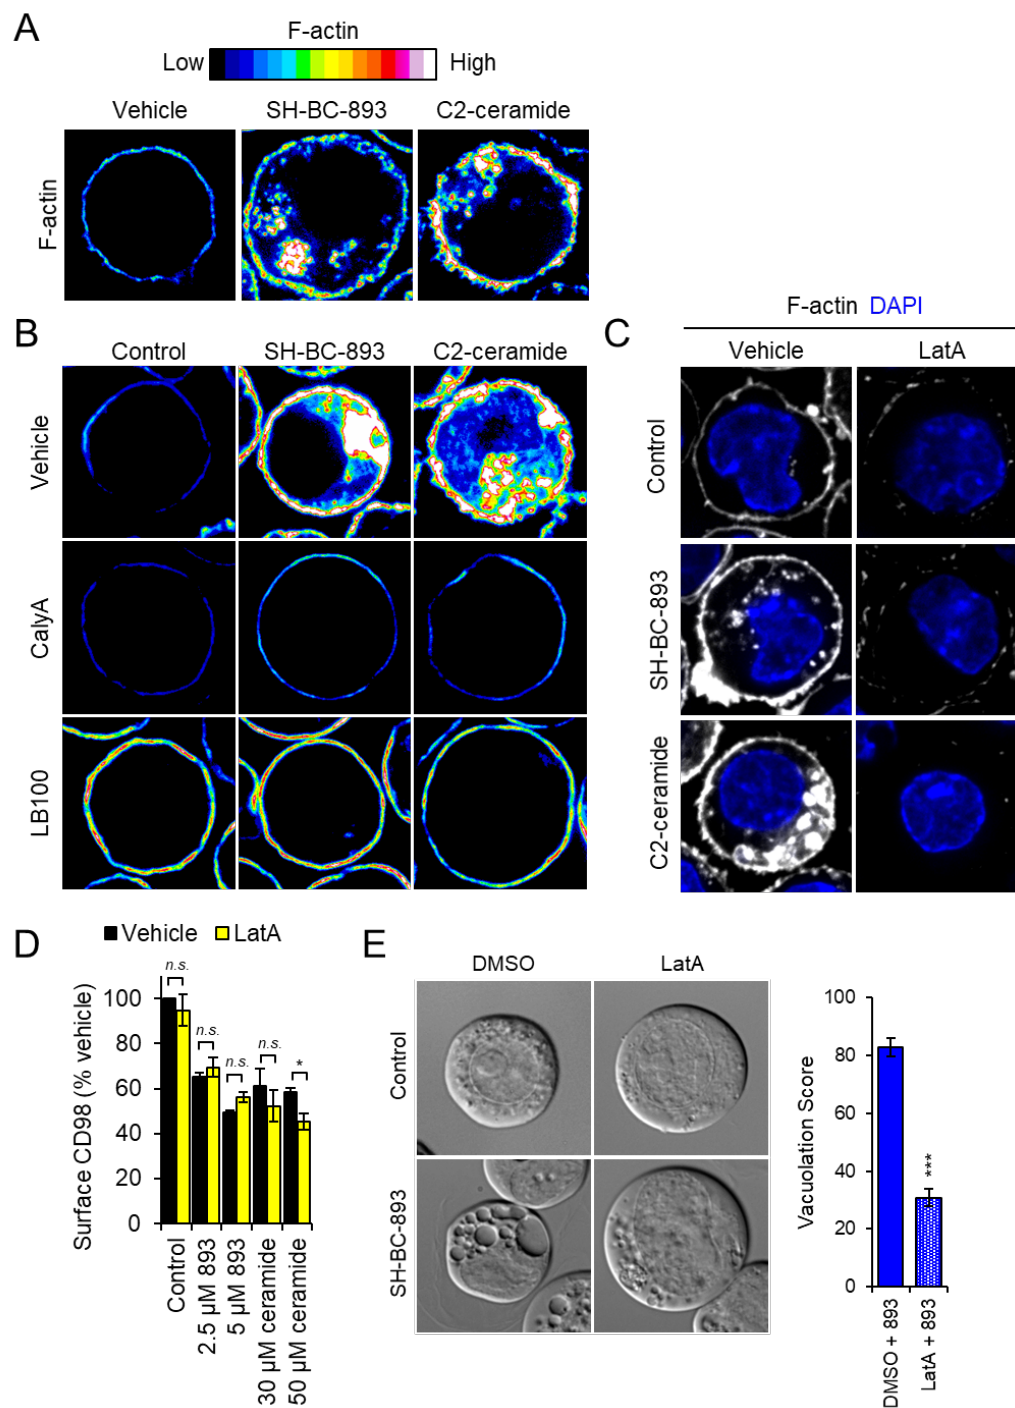 A
F-actin
Low High
Vehicle SH-BC-893 C2-ceramide
F-actin
B
Control SH-BC-893 C2-ceramide
Vehicle
CalyA
LB100
C
F-actin DAPI
Vehicle LatA
Control
SH-BC-893
C2-ceramide
D
Vehicle LatA
Surface CD98 (% vehicle)
100
80
60
40
20
0
n.s.
n.s.
n.s.
n.s.
*
Control
2.5 µM 893
5 µM 893
30 µM ceramide
50 µM ceramide
E
DMSO LatA
Control
SH-BC-893
Vacuolation Score
100
80
60
40
20
0
***
DMSO + 893
LatA + 893